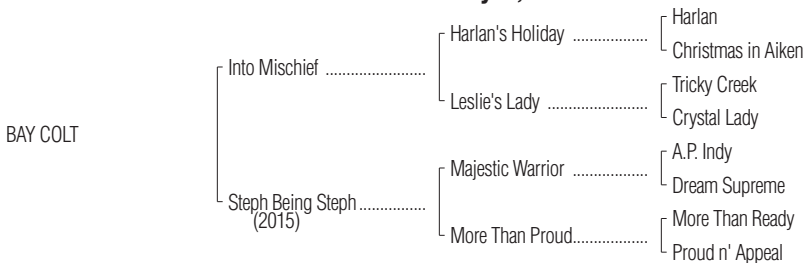 Harlan
Harlan's Holiday ..................
Christmas in Aiken
Into Mischief ........................
Tricky Creek
Leslie's Lady ........................
Crystal Lady
BAY COLT
A.P. Indy
Majestic Warrior ..................
Dream Supreme
Steph Being Steph................
(2015)
More Than Ready
More Than Proud..................
Proud n' Appeal